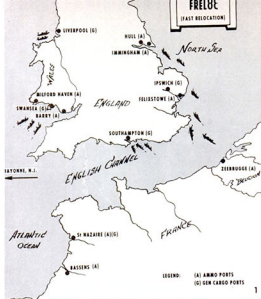 FRELOC
(FAST RELOCATION)
LIVERPOOL (G)
HULL (A)
IMMINGHAM (A)
NORTH SEA
WALES
MILFORD HAVEN (A)
IPSWICH (G)
ENGLAND
FELIXSTOWE (A)
SWANSEA (G)
BARRY (A)
SOUTHAMPTON (G)
ENGLISH CHANNEL
BAYONNE, N.J.
ZEEBRUGGE (A)
BELGIUM
ATLANTIC
OCEAN
St NAZAIRE (A)(G)
FRANCE
BASSENS (A)
LEGEND: (A) AMMO PORTS
(G) GEN CARGO PORTS
1